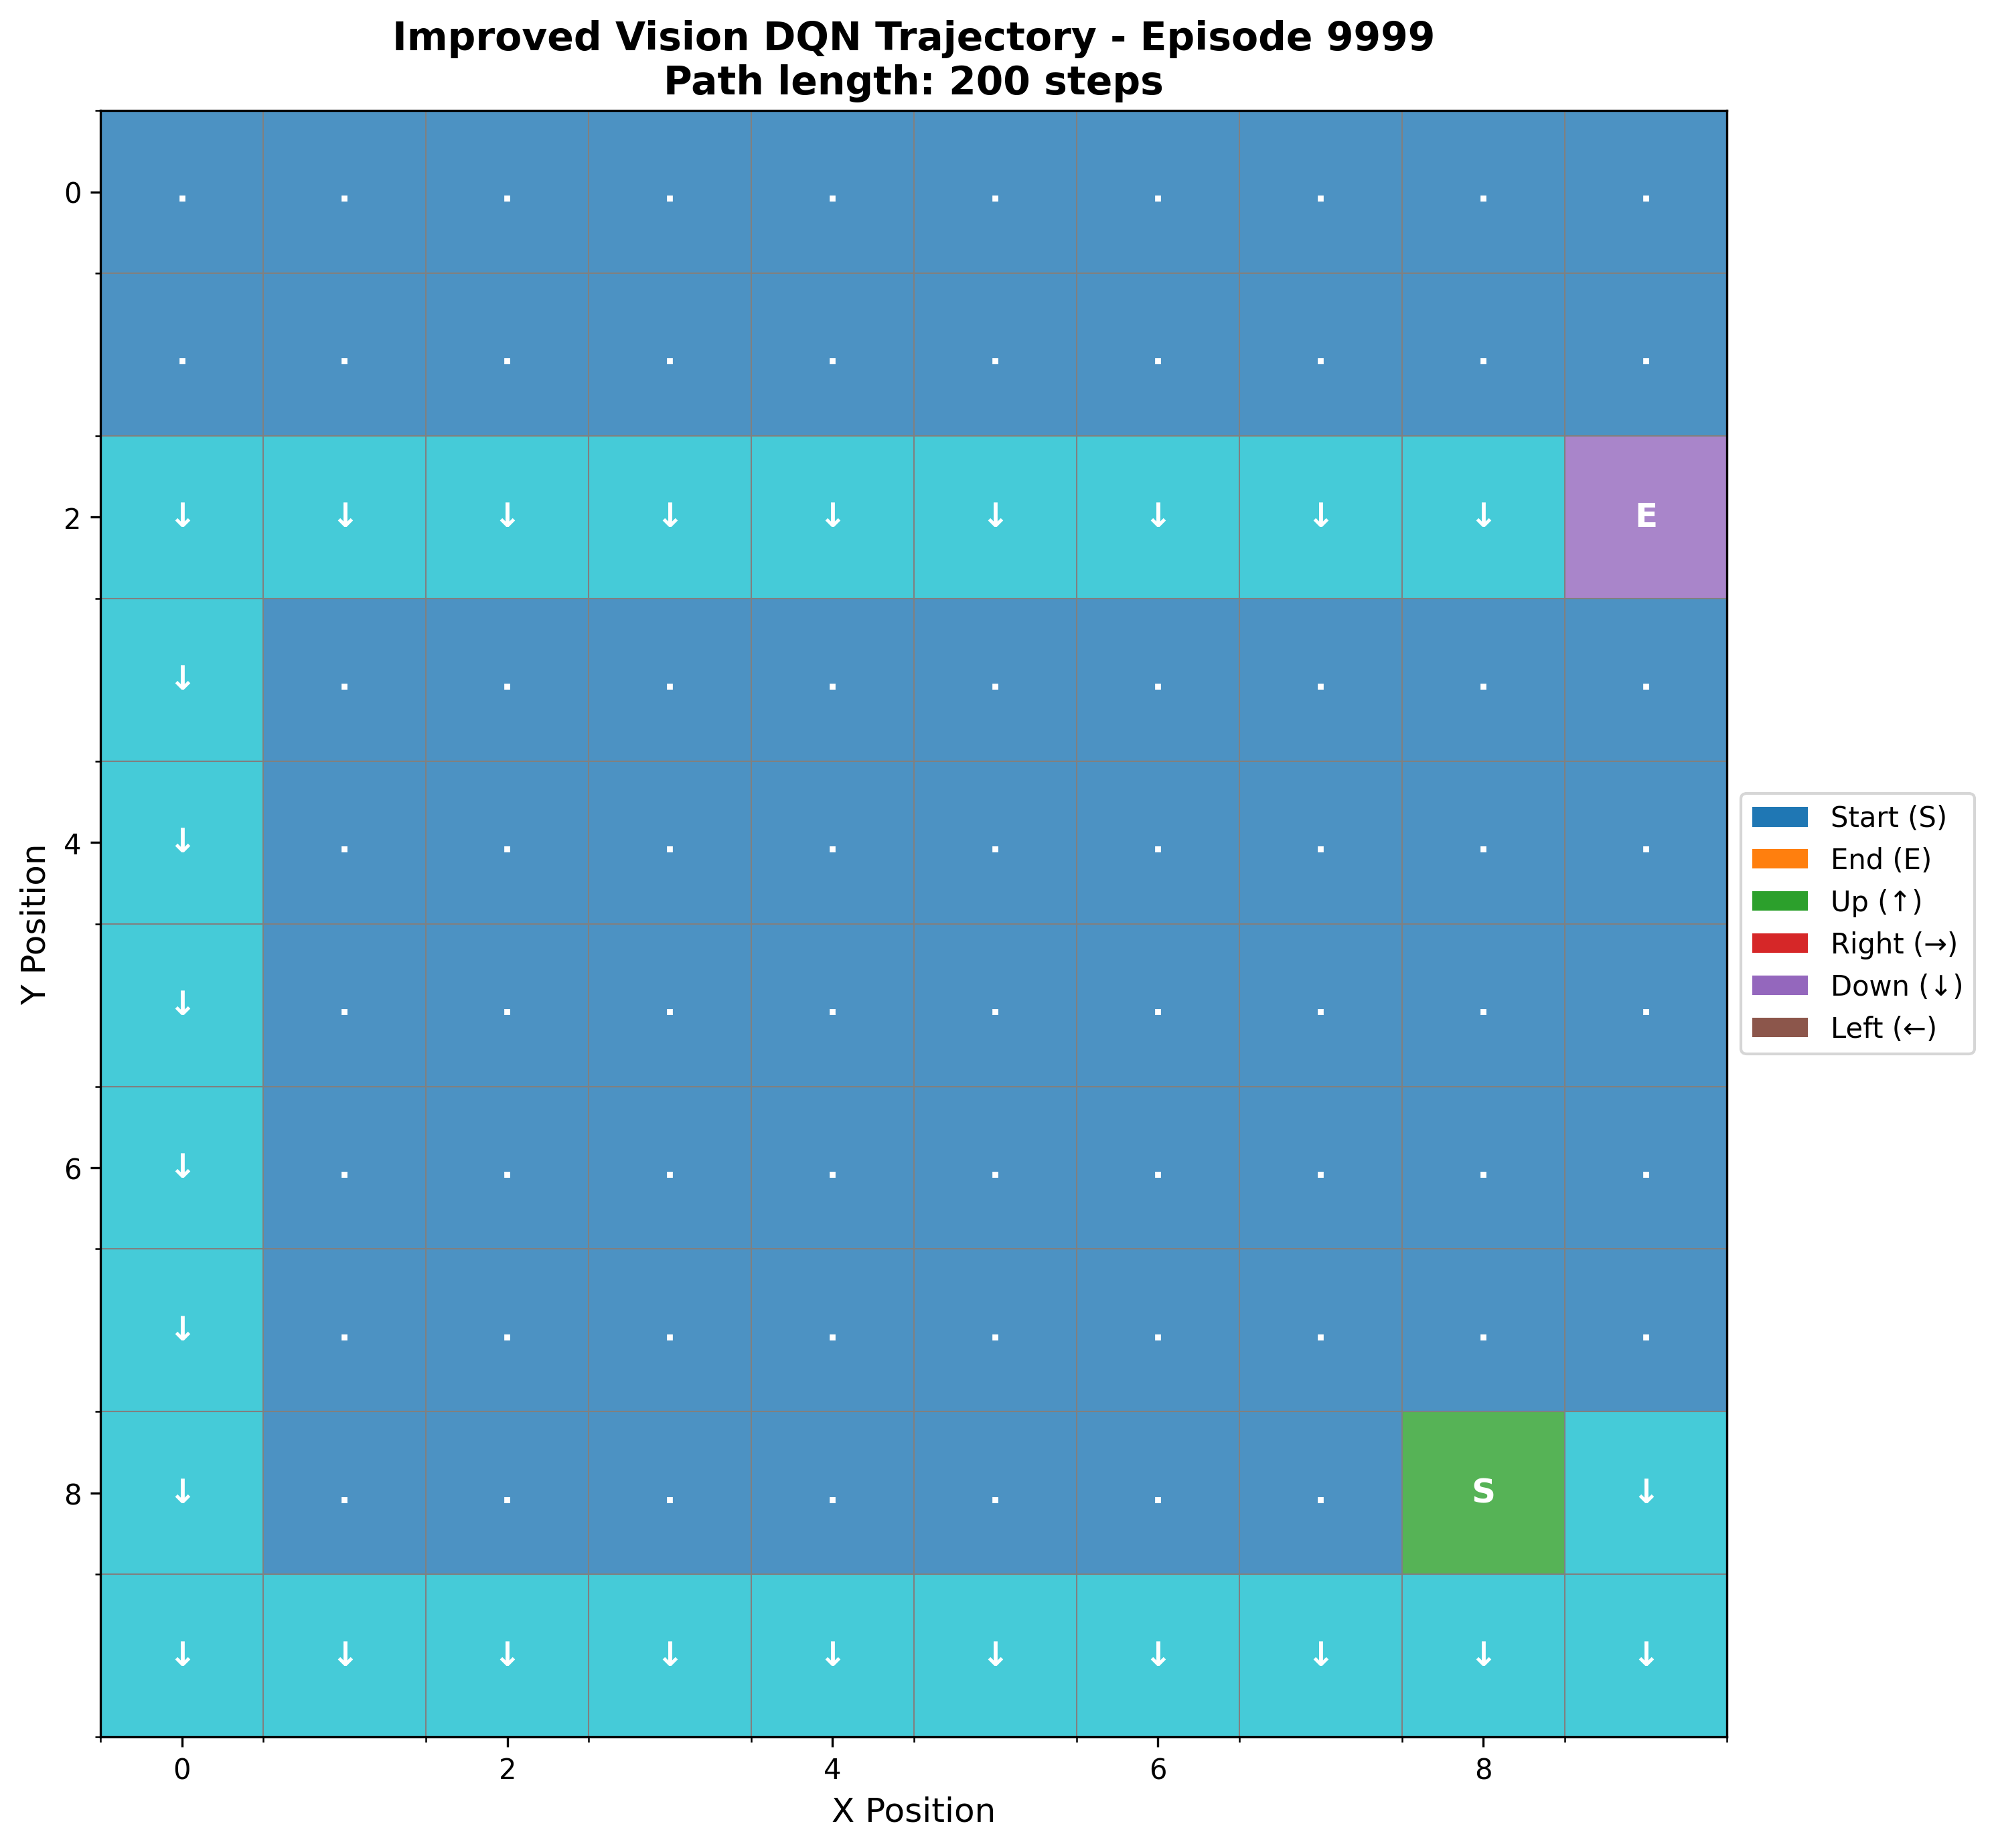 Improved Vision DQN Trajectory - Episode 9999
Path length: 200 steps
0 . . . . . . . . . .
. . . . . . . . . .
2 ↓ ↓ ↓ ↓ ↓ ↓ ↓ ↓ ↓ E
↓ . . . . . . . . .
4 ↓ . . . . . . . . .
↓ . . . . . . . . .
6 ↓ . . . . . . . . .
↓ . . . . . . . . .
8 ↓ . . . . . . . S ↓
↓ ↓ ↓ ↓ ↓ ↓ ↓ ↓ ↓ ↓
0 2 4 6 8
X Position
Y Position
Start (S)
End (E)
Up (↑)
Right (→)
Down (↓)
Left (←)